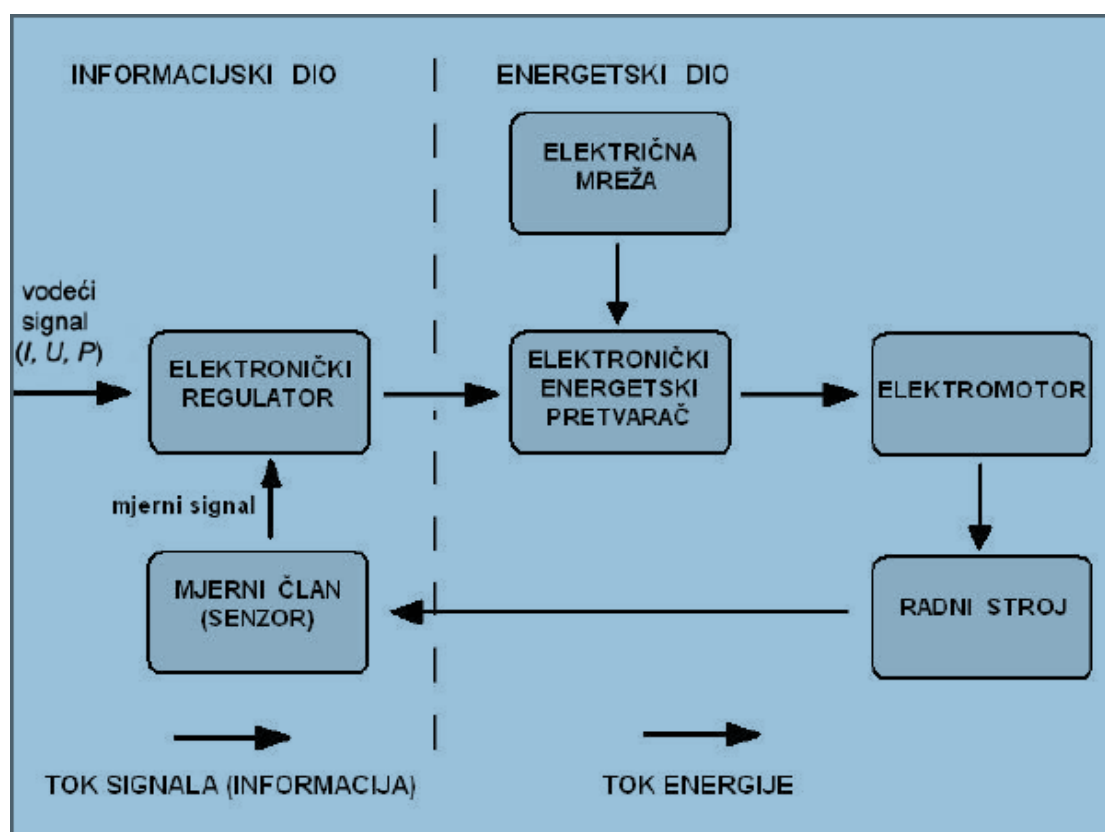 INFORMACIJSKI DIO
ENERGETSKI DIO
ELEKTRIČNA
MREŽA
vodeći
signal
(I, U, P)
ELEKTRONIČKI
REGULATOR
ELEKTRONIČKI
ENERGETSKI
PRETVARAČ
ELEKTROMOTOR
mjerni signal
MJERNI ČLAN
(SENZOR)
RADNI STROJ
TOK SIGNALA (INFORMACIJA)
TOK ENERGIJE